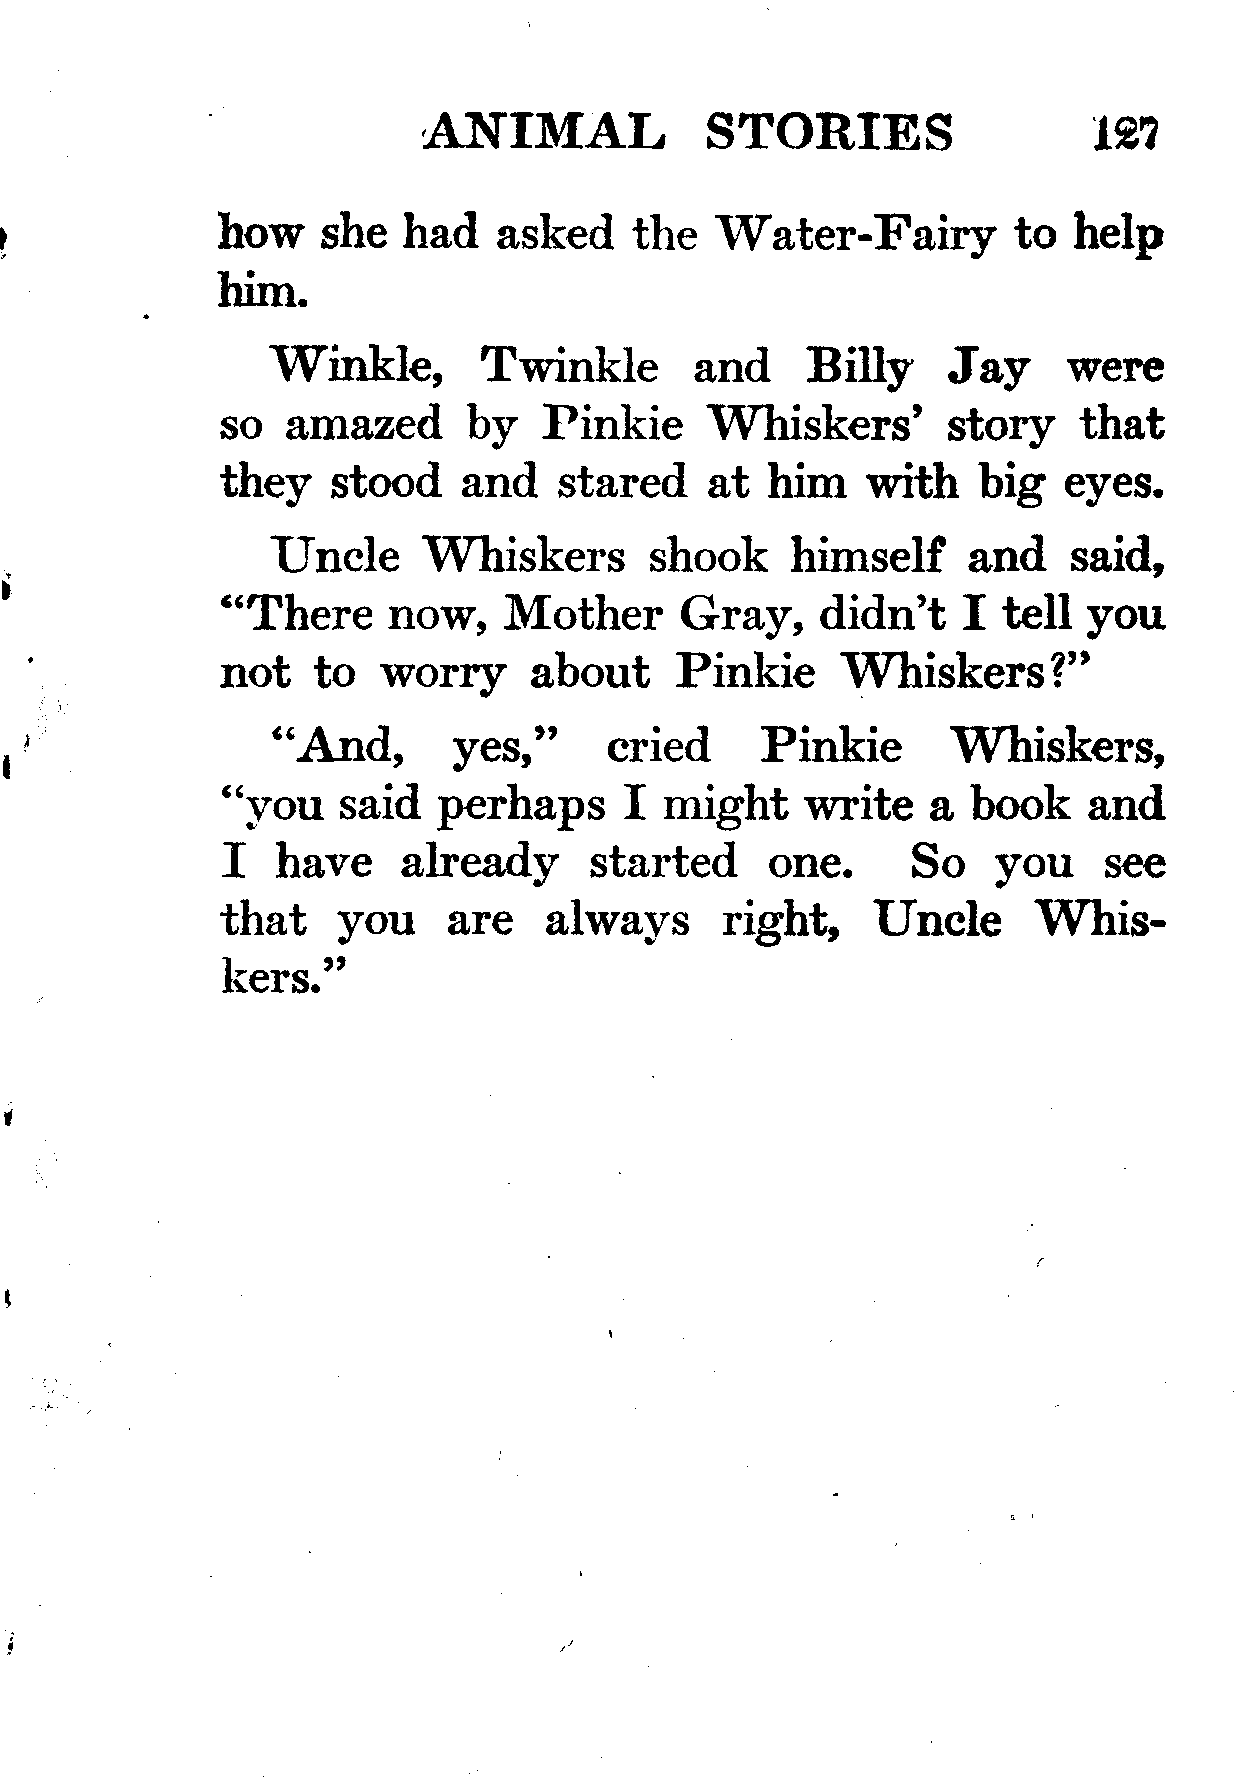 ANIMAL STORIES 127
how she had asked the Water-Fairy to help
him.
Winkle, Twinkle and Billy Jay were
so amazed by Pinkie Whiskers' story that
they stood and stared at him with big eyes.
Uncle Whiskers shook himself and said,
“There now, Mother Gray, didn't I tell you
not to worry about Pinkie Whiskers?”
“And, yes,” cried Pinkie Whiskers,
“you said perhaps I might write a book and
I have already started one. So you see
that you are always right, Uncle Whis-
kers.”